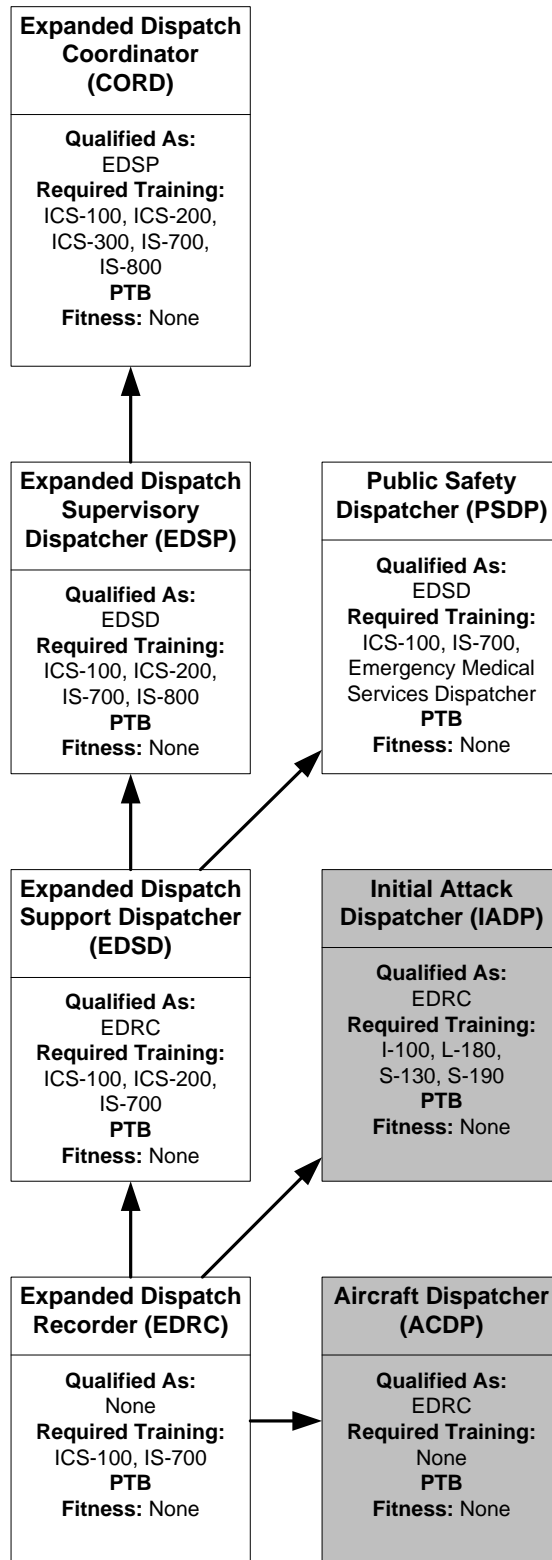 Expanded Dispatch
Coordinator
(CORD)
Qualified As:
EDSP
Required Training:
ICS-100, ICS-200,
ICS-300, IS-700,
IS-800
PTB
Fitness: None
Expanded Dispatch
Supervisory
Dispatcher (EDSP)
Qualified As:
EDSD
Required Training:
ICS-100, ICS-200,
IS-700, IS-800
PTB
Fitness: None
Public Safety
Dispatcher (PSDP)
Qualified As:
EDSD
Required Training:
ICS-100, IS-700,
Emergency Medical
Services Dispatcher
PTB
Fitness: None
Expanded Dispatch
Support Dispatcher
(EDSD)
Qualified As:
EDRC
Required Training:
ICS-100, ICS-200,
IS-700
PTB
Fitness: None
Initial Attack
Dispatcher (IADP)
Qualified As:
EDRC
Required Training:
I-100, L-180,
S-130, S-190
PTB
Fitness: None
Expanded Dispatch
Recorder (EDRC)
Qualified As:
None
Required Training:
ICS-100, IS-700
PTB
Fitness: None
Aircraft Dispatcher
(ACDP)
Qualified As:
EDRC
Required Training:
None
PTB
Fitness: None